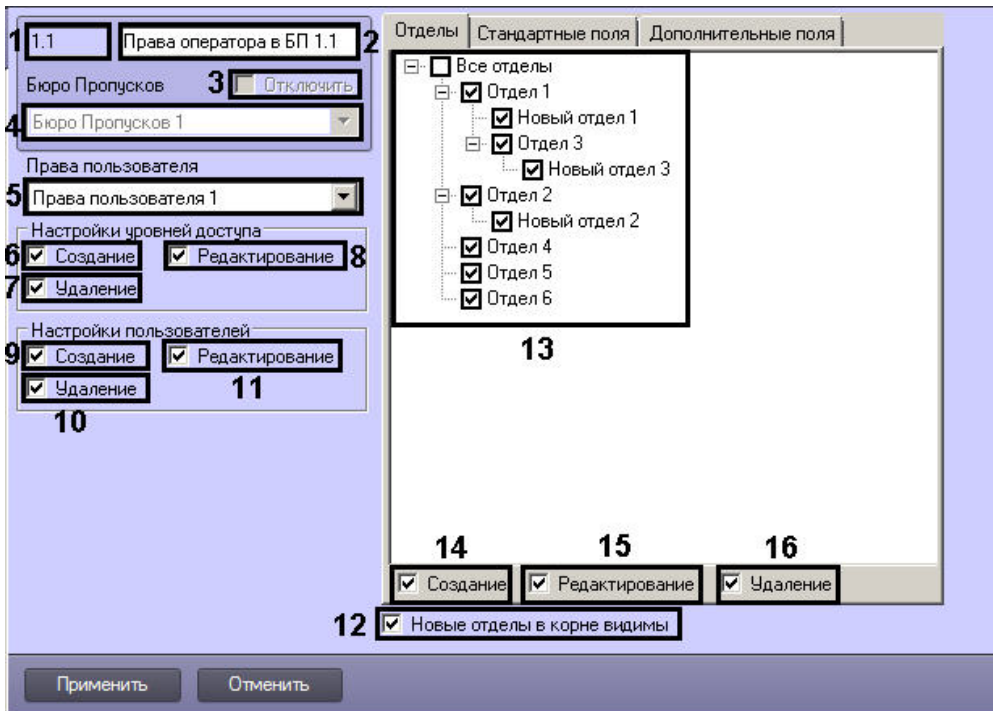 1 1.1 Права оператора в БП 1.1 2
Бюро Пропусков 3 Отключить
4 Бюро Пропусков 1
Права пользователя
5 Права пользователя 1
Настройки уровней доступа
6 Создание Редактирование 8
7 Удаление
Настройки пользователей
9 Создание Редактирование
Удаление 11
10
Отделы Стандартные поля Дополнительные поля
Все отделы
Отдел 1
Новый отдел 1
Отдел 3
Новый отдел 3
Отдел 2
Новый отдел 2
Отдел 4
Отдел 5
Отдел 6
13
14 15 16
Создание Редактирование Удаление
12 Новые отделы в корне видимы
Применить Отменить